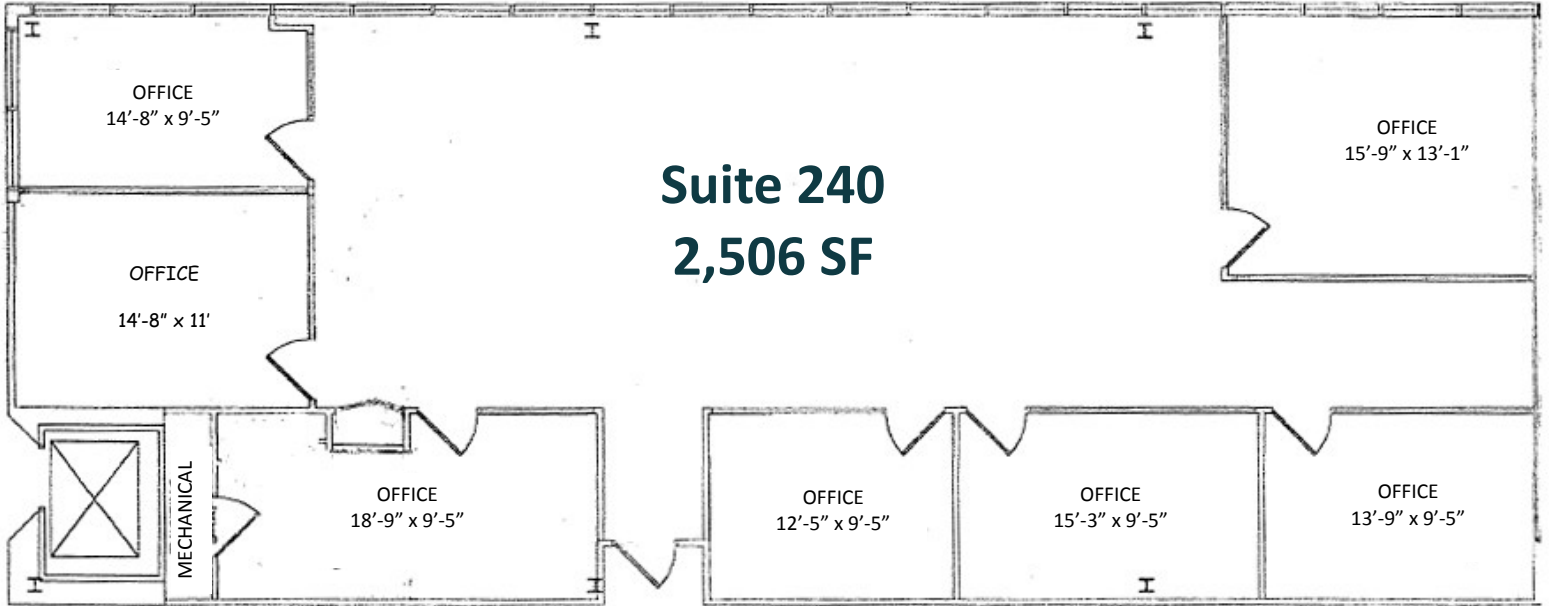 OFFICE
14’-8” x 9’-5”
OFFICE
15’-9” x 13’-1”
Suite 240
2,506 SF
OFFICE
14'-8" x 11'
MECHANICAL
OFFICE
18’-9” x 9’-5”
OFFICE
12’-5” x 9’-5”
OFFICE
15’-3” x 9’-5”
OFFICE
13’-9” x 9’-5”